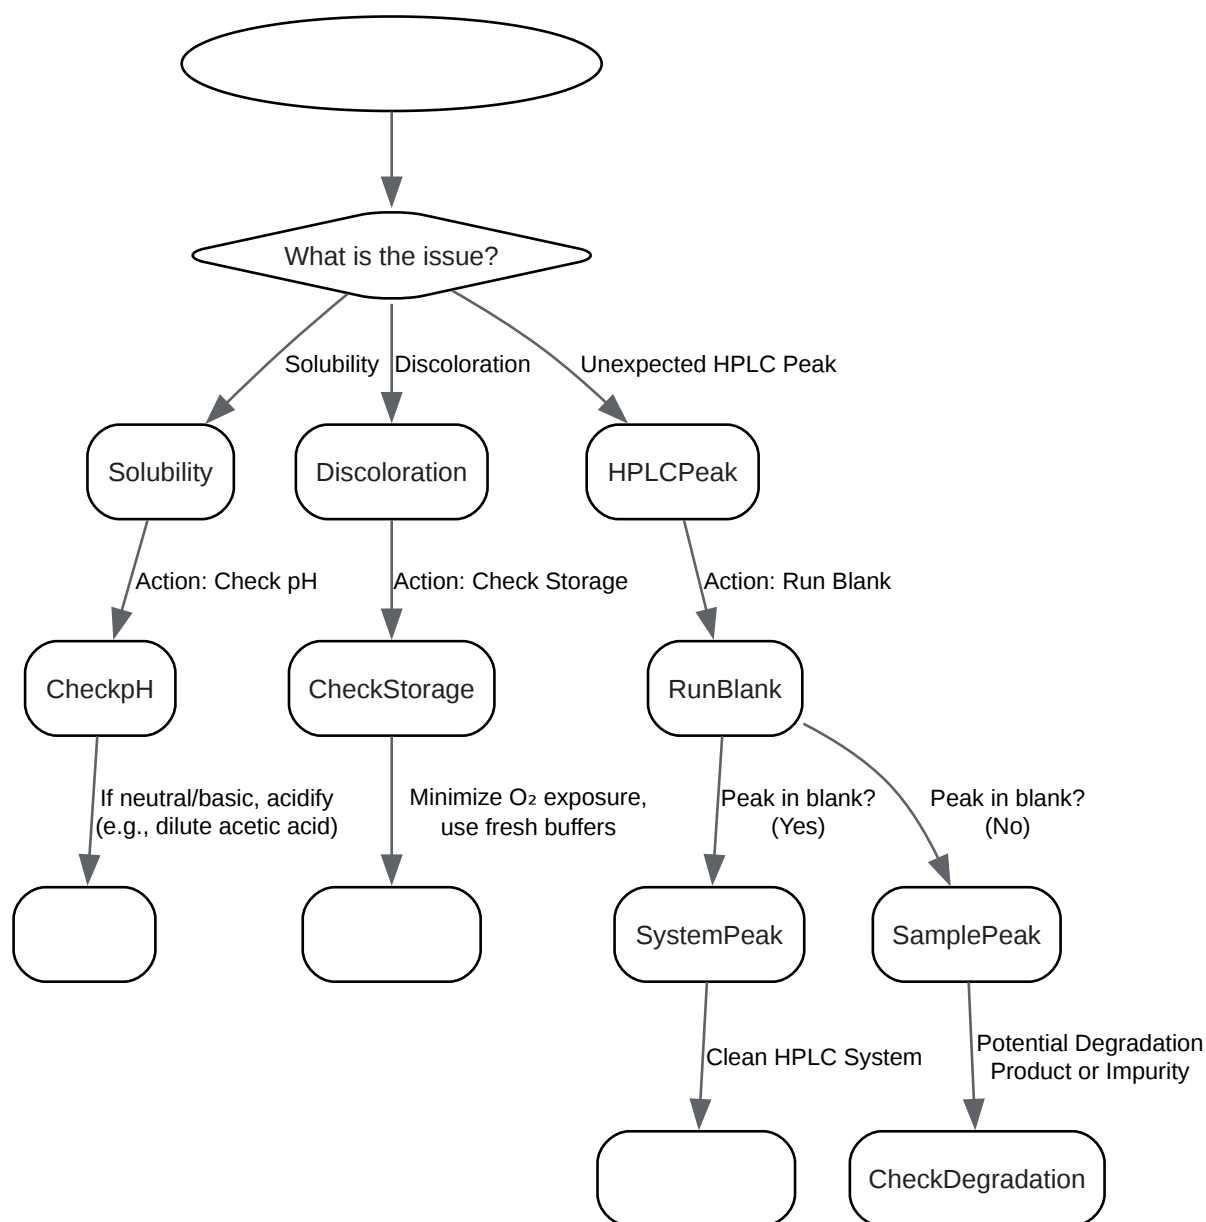 What is the issue?
Solubility
Discoloration
Unexpected HPLC Peak
Solubility
Discoloration
HPLCPeak
Action: Check pH
Action: Check Storage
Action: Run Blank
CheckpH
CheckStorage
RunBlank
If neutral/basic, acidify
(e.g., dilute acetic acid)
Minimize O₂ exposure,
use fresh buffers
Peak in blank?
(Yes)
Peak in blank?
(No)
SystemPeak
SamplePeak
Clean HPLC System
Potential Degradation
Product or Impurity
CheckDegradation